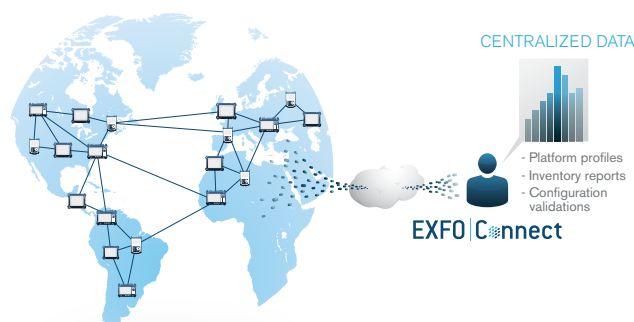 CENTRALIZED DATA
- Platform profiles
- Inventory reports
- Configuration
validations
EXFO Connect